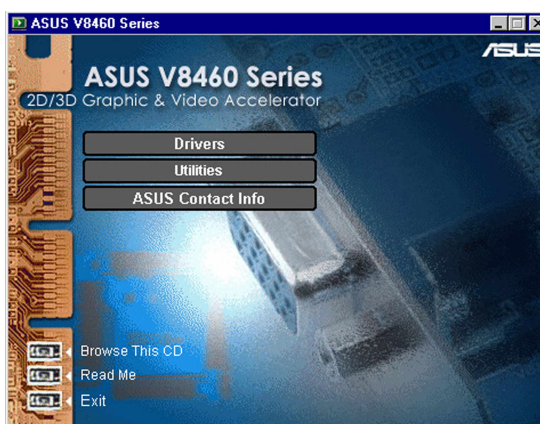 ASUS V8460 Series
ASUS
ASUS V8460 Series
2D/3D Graphic & Video Accelerator
Drivers
Utilities
ASUS Contact Info
Browse This CD
Read Me
Exit